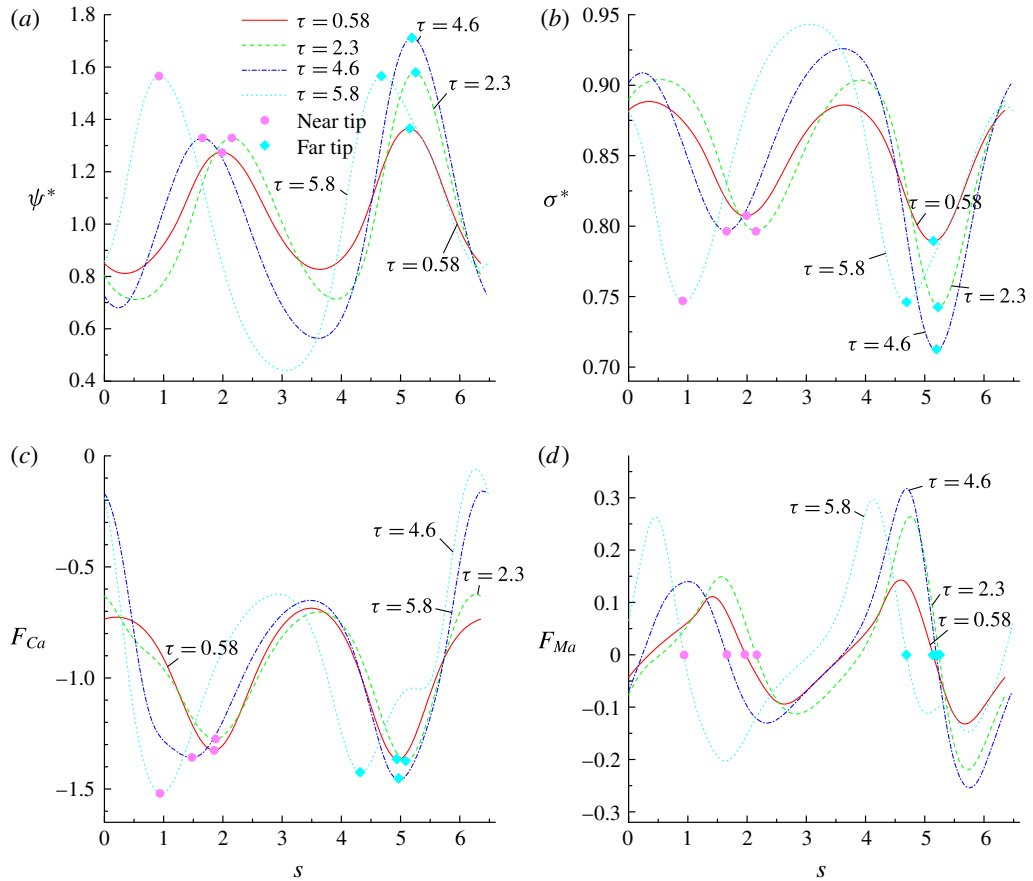 (a)
1.8
1.6
1.4
1.2
1.0
0.8
0.6
0.4
ψ*
τ = 0.58
τ = 2.3
τ = 4.6
τ = 5.8
Near tip
Far tip
τ = 4.6
τ = 2.3
τ = 5.8
τ = 0.58
0 1 2 3 4 5 6
(b)
0.95
0.90
0.85
0.80
0.75
0.70
σ*
τ = 0.58
τ = 5.8
τ = 2.3
τ = 4.6
0 1 2 3 4 5 6
(c)
0
−0.5
−1.0
−1.5
F_Ca
τ = 4.6
τ = 2.3
τ = 5.8
τ = 0.58
0 1 2 3 4 5 6
s
(d)
0.3
0.2
0.1
0
−0.1
−0.2
−0.3
F_Ma
τ = 4.6
τ = 5.8
τ = 2.3
τ = 0.58
0 1 2 3 4 5 6
s